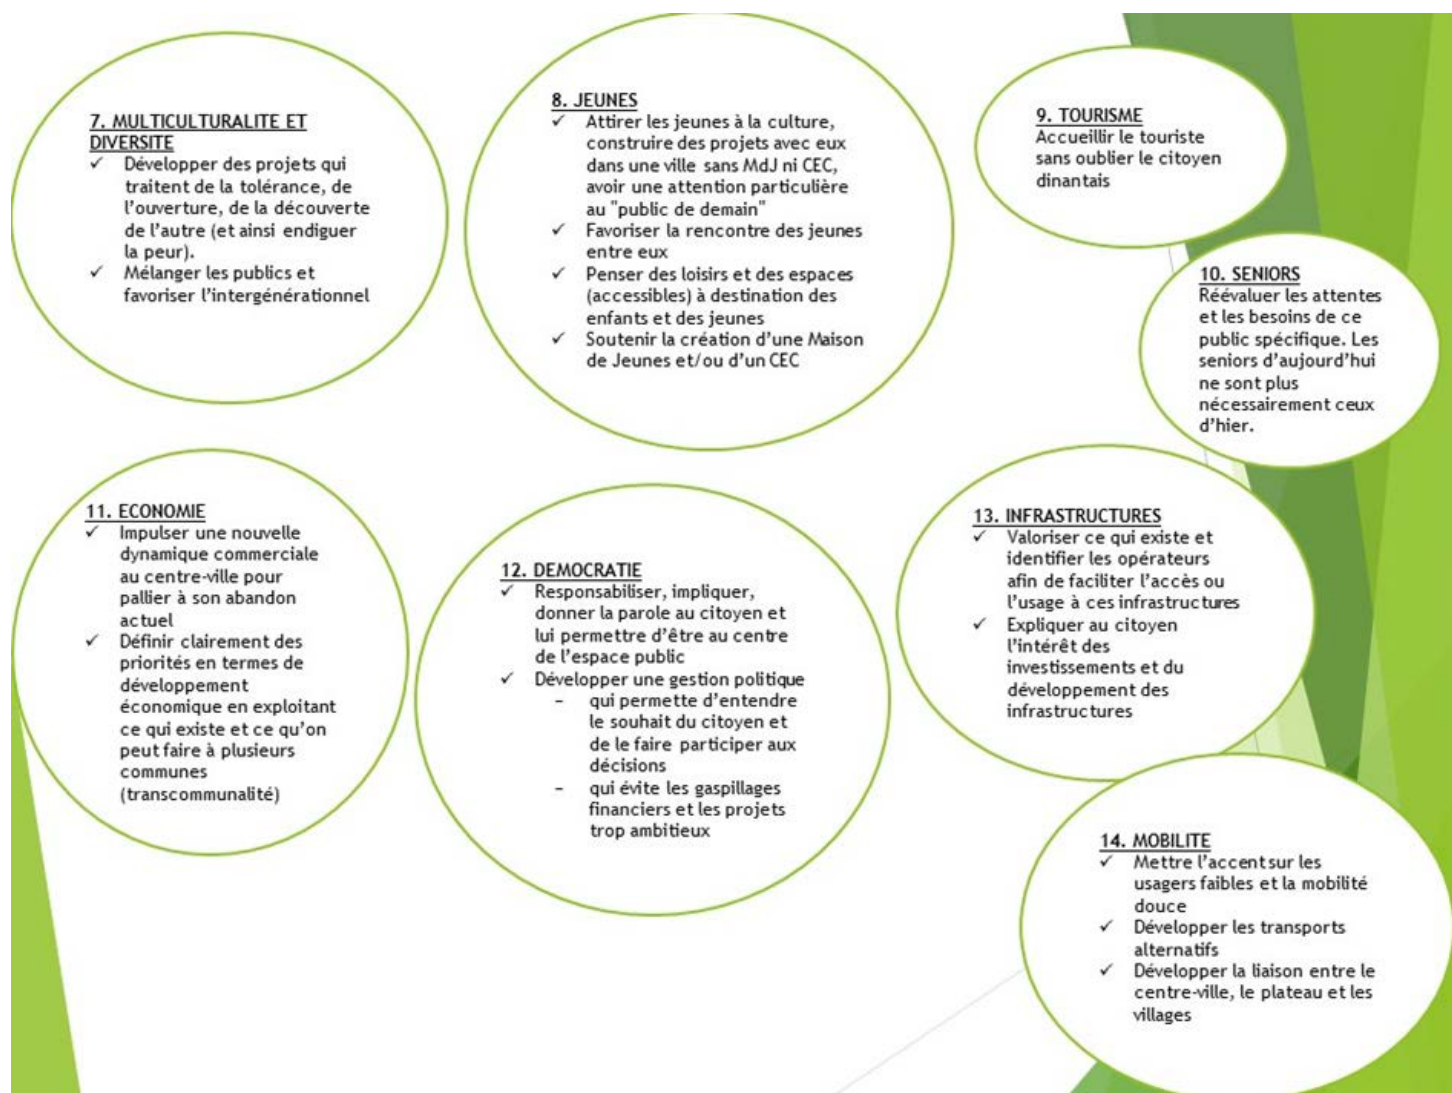 7. MULTICULTURALITE ET
DIVERSITE
✓ Développer des projets qui
traitent de la tolérance, de
l'ouverture, de la découverte
de l'autre (et ainsi endiguer
la peur).
✓ Mélanger les publics et
favoriser l'intergénérationnel
8. JEUNES
✓ Attirer les jeunes à la culture,
construire des projets avec eux
dans une ville sans MdJ ni CEC,
avoir une attention particulière
au "public de demain"
✓ Favoriser la rencontre des jeunes
entre eux
✓ Penser des loisirs et des espaces
(accessibles) à destination des
enfants et des jeunes
✓ Soutenir la création d'une Maison
de Jeunes et/ou d'un CEC
9. TOURISME
Accueillir le touriste
sans oublier le citoyen
dinantais
10. SENIORS
Réévaluer les attentes
et les besoins de ce
public spécifique. Les
seniors d'aujourd'hui
ne sont plus
nécessairement ceux
d'hier.
11. ECONOMIE
✓ Impulser une nouvelle
dynamique commerciale
au centre-ville pour
pallier à son abandon
actuel
✓ Définir clairement des
priorités en termes de
développement
économique en exploitant
ce qui existe et ce qu'on
peut faire à plusieurs
communes
(transcommunalité)
12. DEMOCRATIE
✓ Responsabiliser, impliquer,
donner la parole au citoyen et
lui permettre d'être au centre
de l'espace public
✓ Développer une gestion politique
– qui permette d'entendre
le souhait du citoyen et
de le faire participer aux
décisions
– qui évite les gaspillages
financiers et les projets
trop ambitieux
13. INFRASTRUCTURES
✓ Valoriser ce qui existe et
identifier les opérateurs
afin de faciliter l'accès ou
l'usage à ces infrastructures
✓ Expliquer au citoyen
l'intérêt des
investissements et du
développement des
infrastructures
14. MOBILITE
✓ Mettre l'accent sur les
usagers faibles et la mobilité
douce
✓ Développer les transports
alternatifs
✓ Développer la liaison entre le
centre-ville, le plateau et les
villages